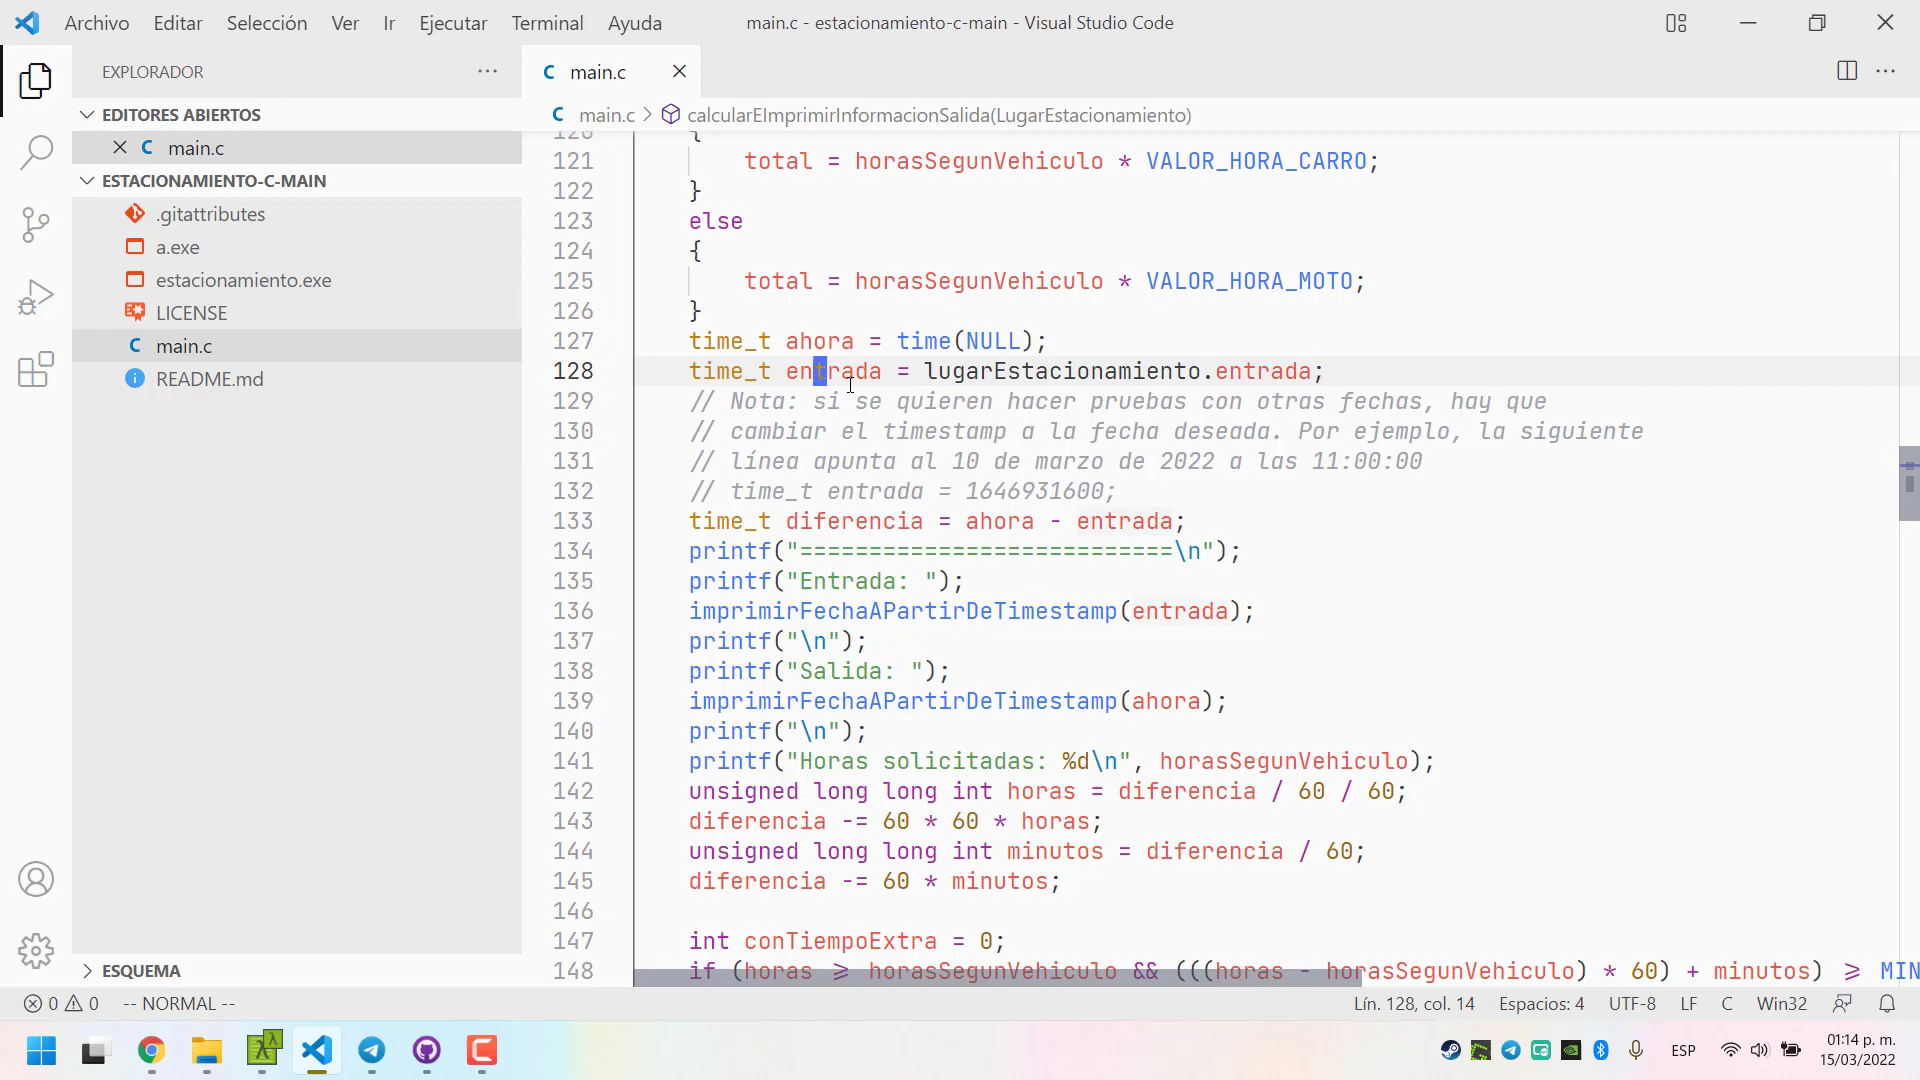 Archivo Editar Selección Ver Ir Ejecutar Terminal Ayuda main.c - estacionamiento-c-main - Visual Studio Code
EXPLORADOR
EDITORES ABIERTOS
main.c
ESTACIONAMIENTO-C-MAIN
.gitattributes
a.exe
estacionamiento.exe
LICENSE
main.c
README.md
ESQUEMA
main.c
main.c > calcularEImprimirInformacionSalida(LugarEstacionamiento)
120 {
121 total = horasSegunVehiculo * VALOR_HORA_CARRO;
122 }
123 else
124 {
125 total = horasSegunVehiculo * VALOR_HORA_MOTO;
126 }
127 time_t ahora = time(NULL);
128 time_t entrada = lugarEstacionamiento.entrada;
129 // Nota: si se quieren hacer pruebas con otras fechas, hay que
130 // cambiar el timestamp a la fecha deseada. Por ejemplo, la siguiente
131 // línea apunta al 10 de marzo de 2022 a las 11:00:00
132 // time_t entrada = 1646931600;
133 time_t diferencia = ahora - entrada;
134 printf("===========================\n");
135 printf("Entrada: ");
136 imprimirFechaAPartirDeTimestamp(entrada);
137 printf("\n");
138 printf("Salida: ");
139 imprimirFechaAPartirDeTimestamp(ahora);
140 printf("\n");
141 printf("Horas solicitadas: %d\n", horasSegunVehiculo);
142 unsigned long long int horas = diferencia / 60 / 60;
143 diferencia -= 60 * 60 * horas;
144 unsigned long long int minutos = diferencia / 60;
145 diferencia -= 60 * minutos;
146
147 int conTiempoExtra = 0;
148 if (horas >= horasSegunVehiculo && (((horas - horasSegunVehiculo) * 60) + minutos) >= MIN
0 0 -- NORMAL -- Lín. 128, col. 14 Espacios: 4 UTF-8 LF C Win32
ESP 01:14 p. m.
15/03/2022